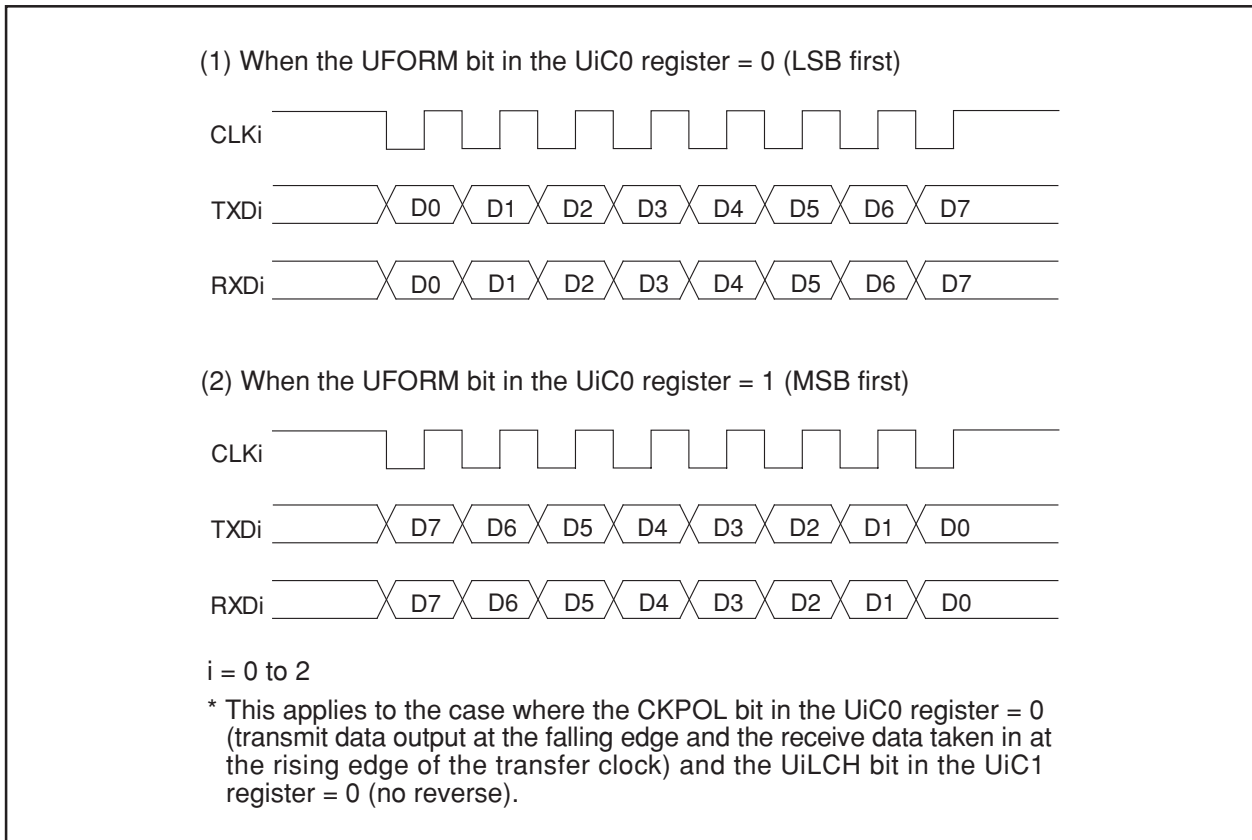 (1) When the UFORM bit in the UiC0 register = 0 (LSB first)
CLKi
TXDi D0 D1 D2 D3 D4 D5 D6 D7
RXDi D0 D1 D2 D3 D4 D5 D6 D7
(2) When the UFORM bit in the UiC0 register = 1 (MSB first)
CLKi
TXDi D7 D6 D5 D4 D3 D2 D1 D0
RXDi D7 D6 D5 D4 D3 D2 D1 D0
i = 0 to 2
* This applies to the case where the CKPOL bit in the UiC0 register = 0
(transmit data output at the falling edge and the receive data taken in at
the rising edge of the transfer clock) and the UiLCH bit in the UiC1
register = 0 (no reverse).